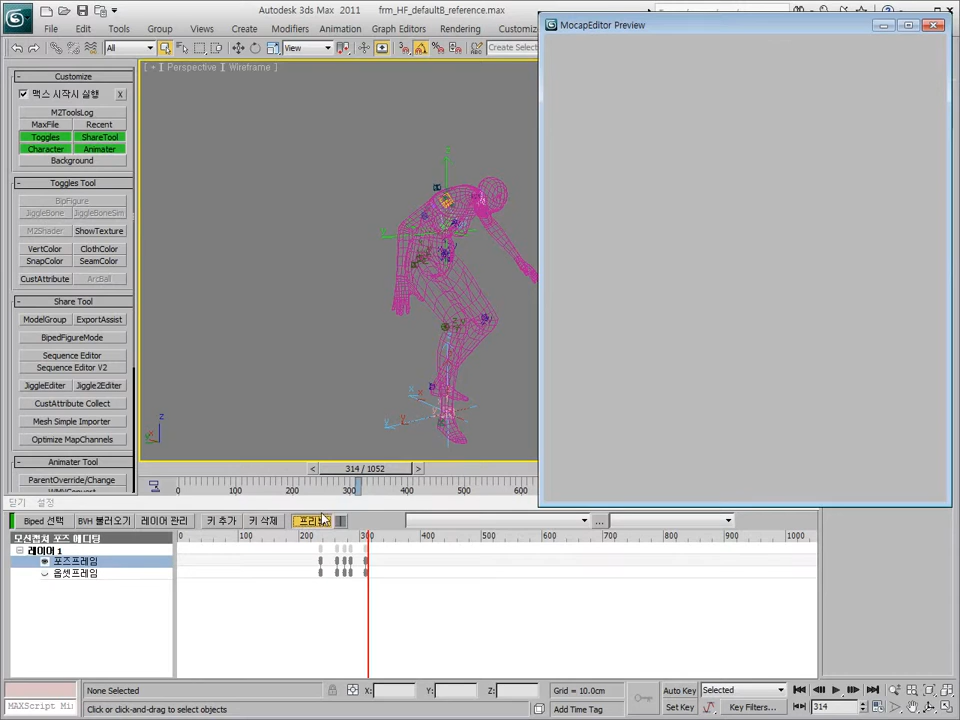 Autodesk 3ds Max 2011 frm_HF_defaultB_reference.max
File Edit Tools Group Views Create Modifiers Animation Graph Editors Rendering Customize
All View Create Selec
MocapEditor Preview
[ + ] [ Perspective ] [ Wireframe ]
Customize
맥스 시작시 실행 X
M2ToolsLog
MaxFile Recent
Toggles ShareTool
Character Animater
Background
Toggles Tool
BipFigure
JiggleBone JiggleBoneSim
M2Shader ShowTexture
VertColor ClothColor
SnapColor SeamColor
CustAttribute ArcBall
Share Tool
ModelGroup ExportAssist
BipedFigureMode
Sequence Editor
Sequence Editor V2
JiggleEditer Jiggle2Editer
CustAttribute Collect
Mesh Simple Importer
Optimize MapChannels
Animater Tool
ParentOverride/Change
z
< 314 / 1052 >
0 100 200 300 400 500
닫기 설정
Biped 선택 BVH 불러오기 레이어 관리 키 추가 키 삭제 ...
모션캡쳐 포즈 에디팅
0 100 200 300 400 500 600 700 800 900 1000
레이어 1
포즈프레임
옵셋프레임
None Selected X: Y: Z: Grid = 10.0cm Auto Key Selected
MAXScript Mi Click or click-and-drag to select objects Add Time Tag Set Key Key Filters... 314